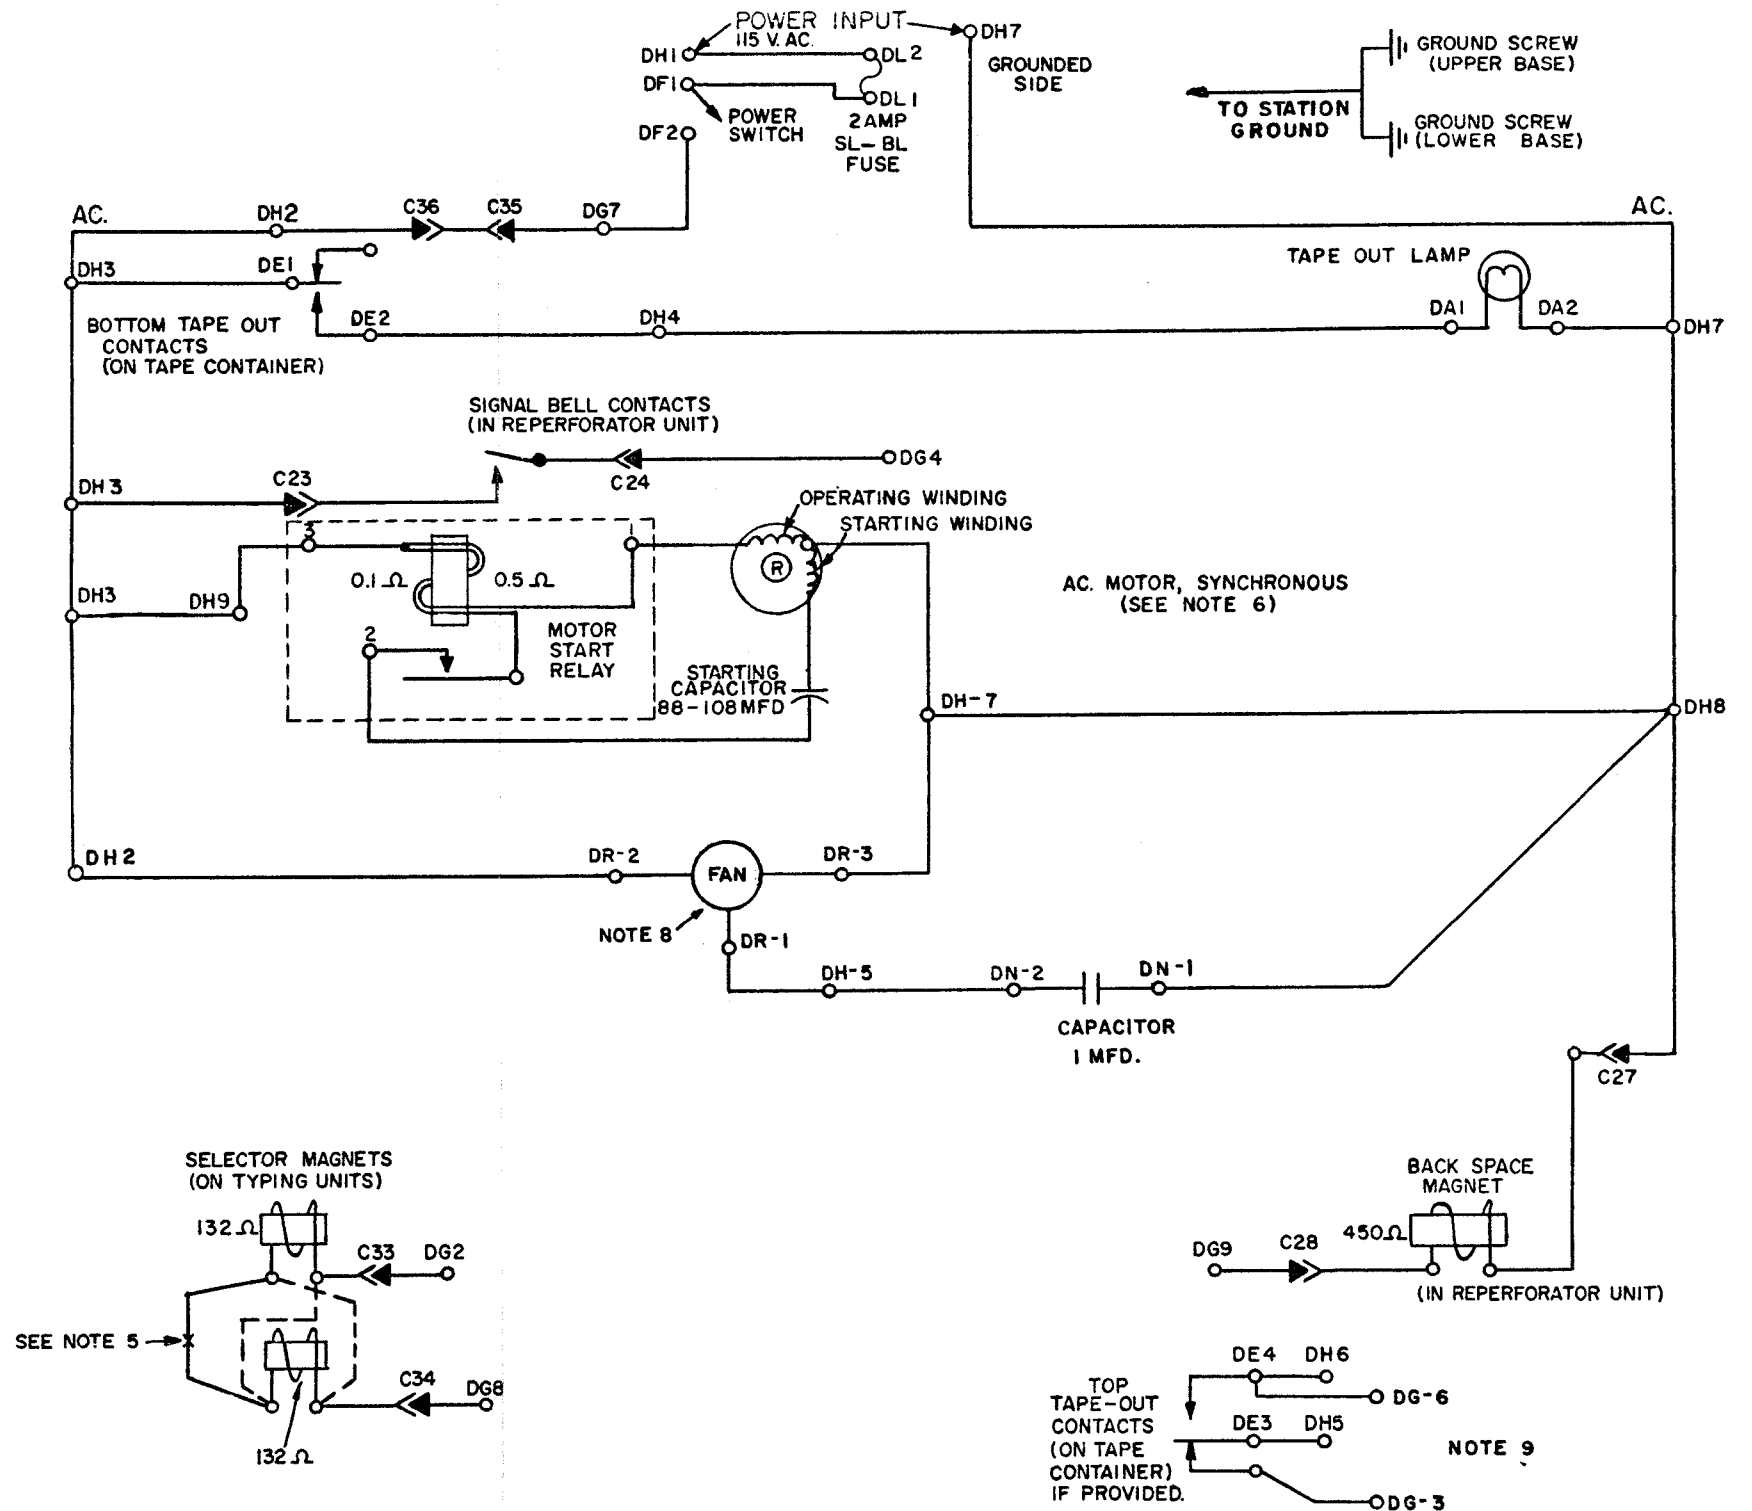 POWER INPUT
115 V. AC.
DH1
DL2
DH7
GROUNDED
SIDE
DF1
DL1
POWER
SWITCH
2 AMP
SL-BL
FUSE
DF2
GROUND SCREW
(UPPER BASE)
TO STATION
GROUND
GROUND SCREW
(LOWER BASE)
AC.
DH2
C36
C35
DG7
AC.
DH3
DE1
TAPE OUT LAMP
BOTTOM TAPE OUT
CONTACTS
(ON TAPE CONTAINER)
DE2
DH4
DA1
DA2
DH7
SIGNAL BELL CONTACTS
(IN REPERFORATOR UNIT)
DH3
C23
C24
DG4
OPERATING WINDING
STARTING WINDING
3
1
R
0.1 Ω
0.5 Ω
DH3
DH9
AC. MOTOR, SYNCHRONOUS
(SEE NOTE 6)
2
MOTOR
START
RELAY
STARTING
CAPACITOR
88-108 MFD
DH-7
DH8
DH2
DR-2
FAN
DR-3
NOTE 8
DR-1
DH-5
DN-2
DN-1
CAPACITOR
1 MFD.
C27
SELECTOR MAGNETS
(ON TYPING UNITS)
132 Ω
C33
DG2
SEE NOTE 5
C34
DG8
132 Ω
BACK SPACE
MAGNET
450Ω
DG9
C28
(IN REPERFORATOR UNIT)
TOP
TAPE-OUT
CONTACTS
(ON TAPE
CONTAINER)
IF PROVIDED.
DE4
DH6
DG-6
DE3
DH5
NOTE 9
DG-3